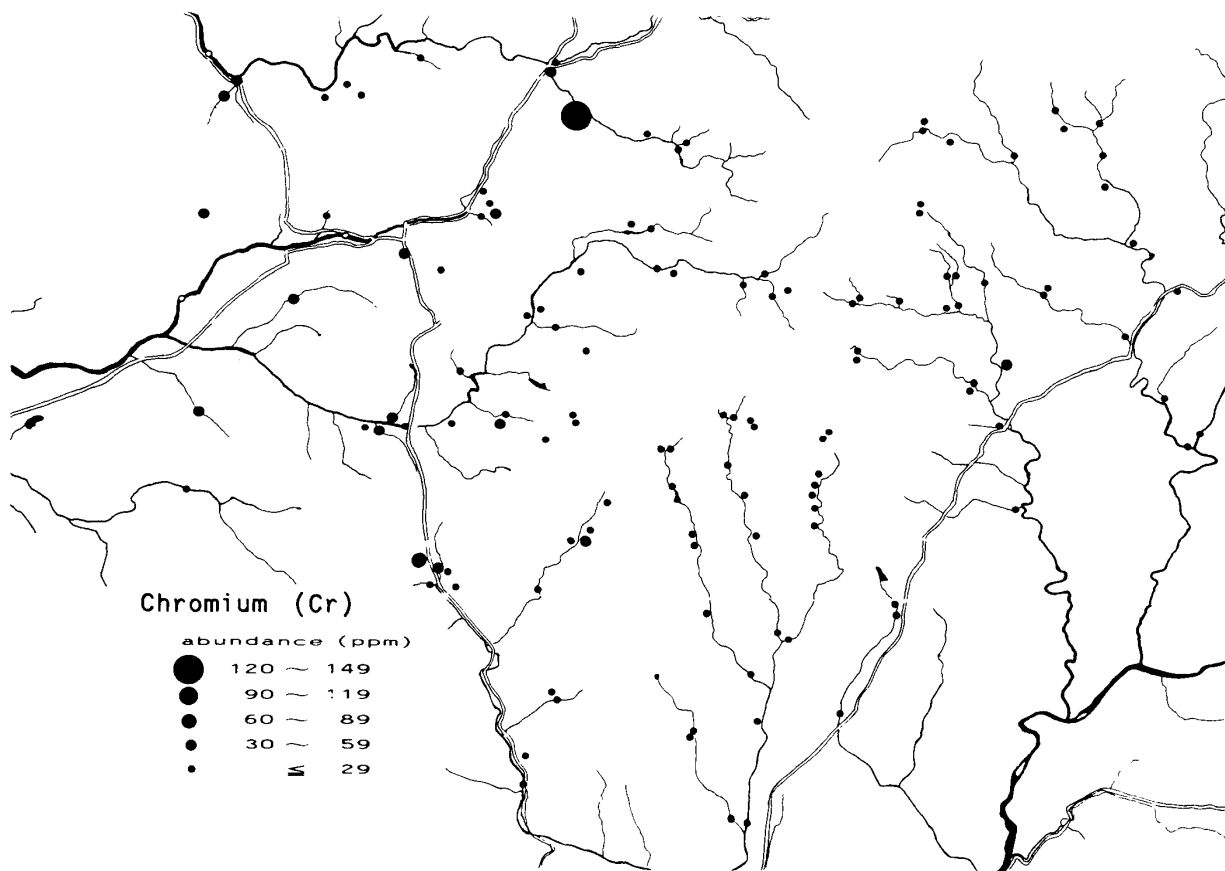 Chromium (Cr)
abundance (ppm)
120 ~ 149
90 ~ 119
60 ~ 89
30 ~ 59
≦ 29